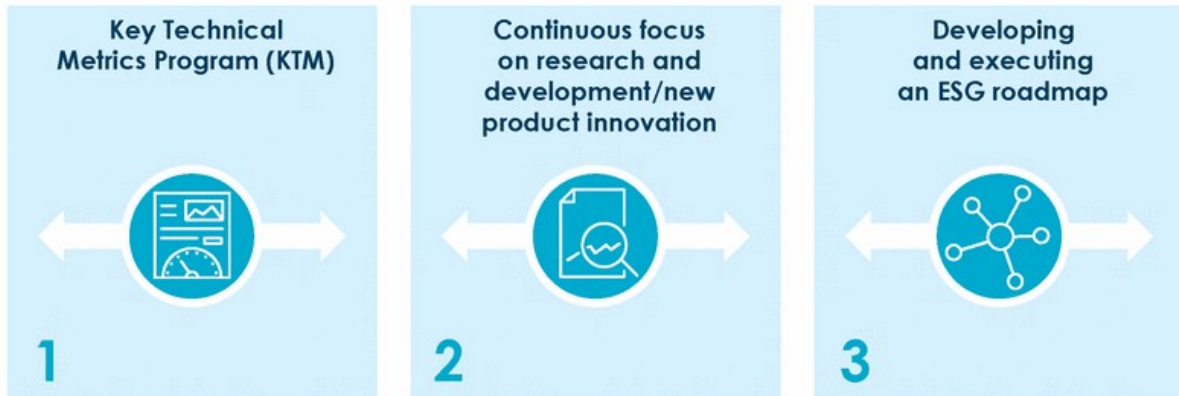 Key Technical
Metrics Program (KTM)
1
Continuous focus
on research and
development/new
product innovation
2
Developing
and executing
an ESG roadmap
3